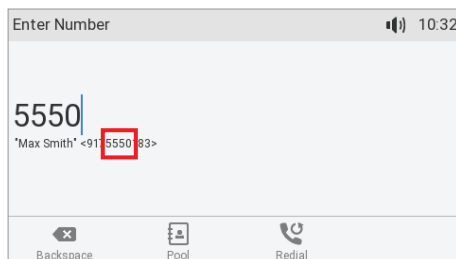 Enter Number 10:32
5550
"Max Smith" <9175550183>
Backspace Pool Redial